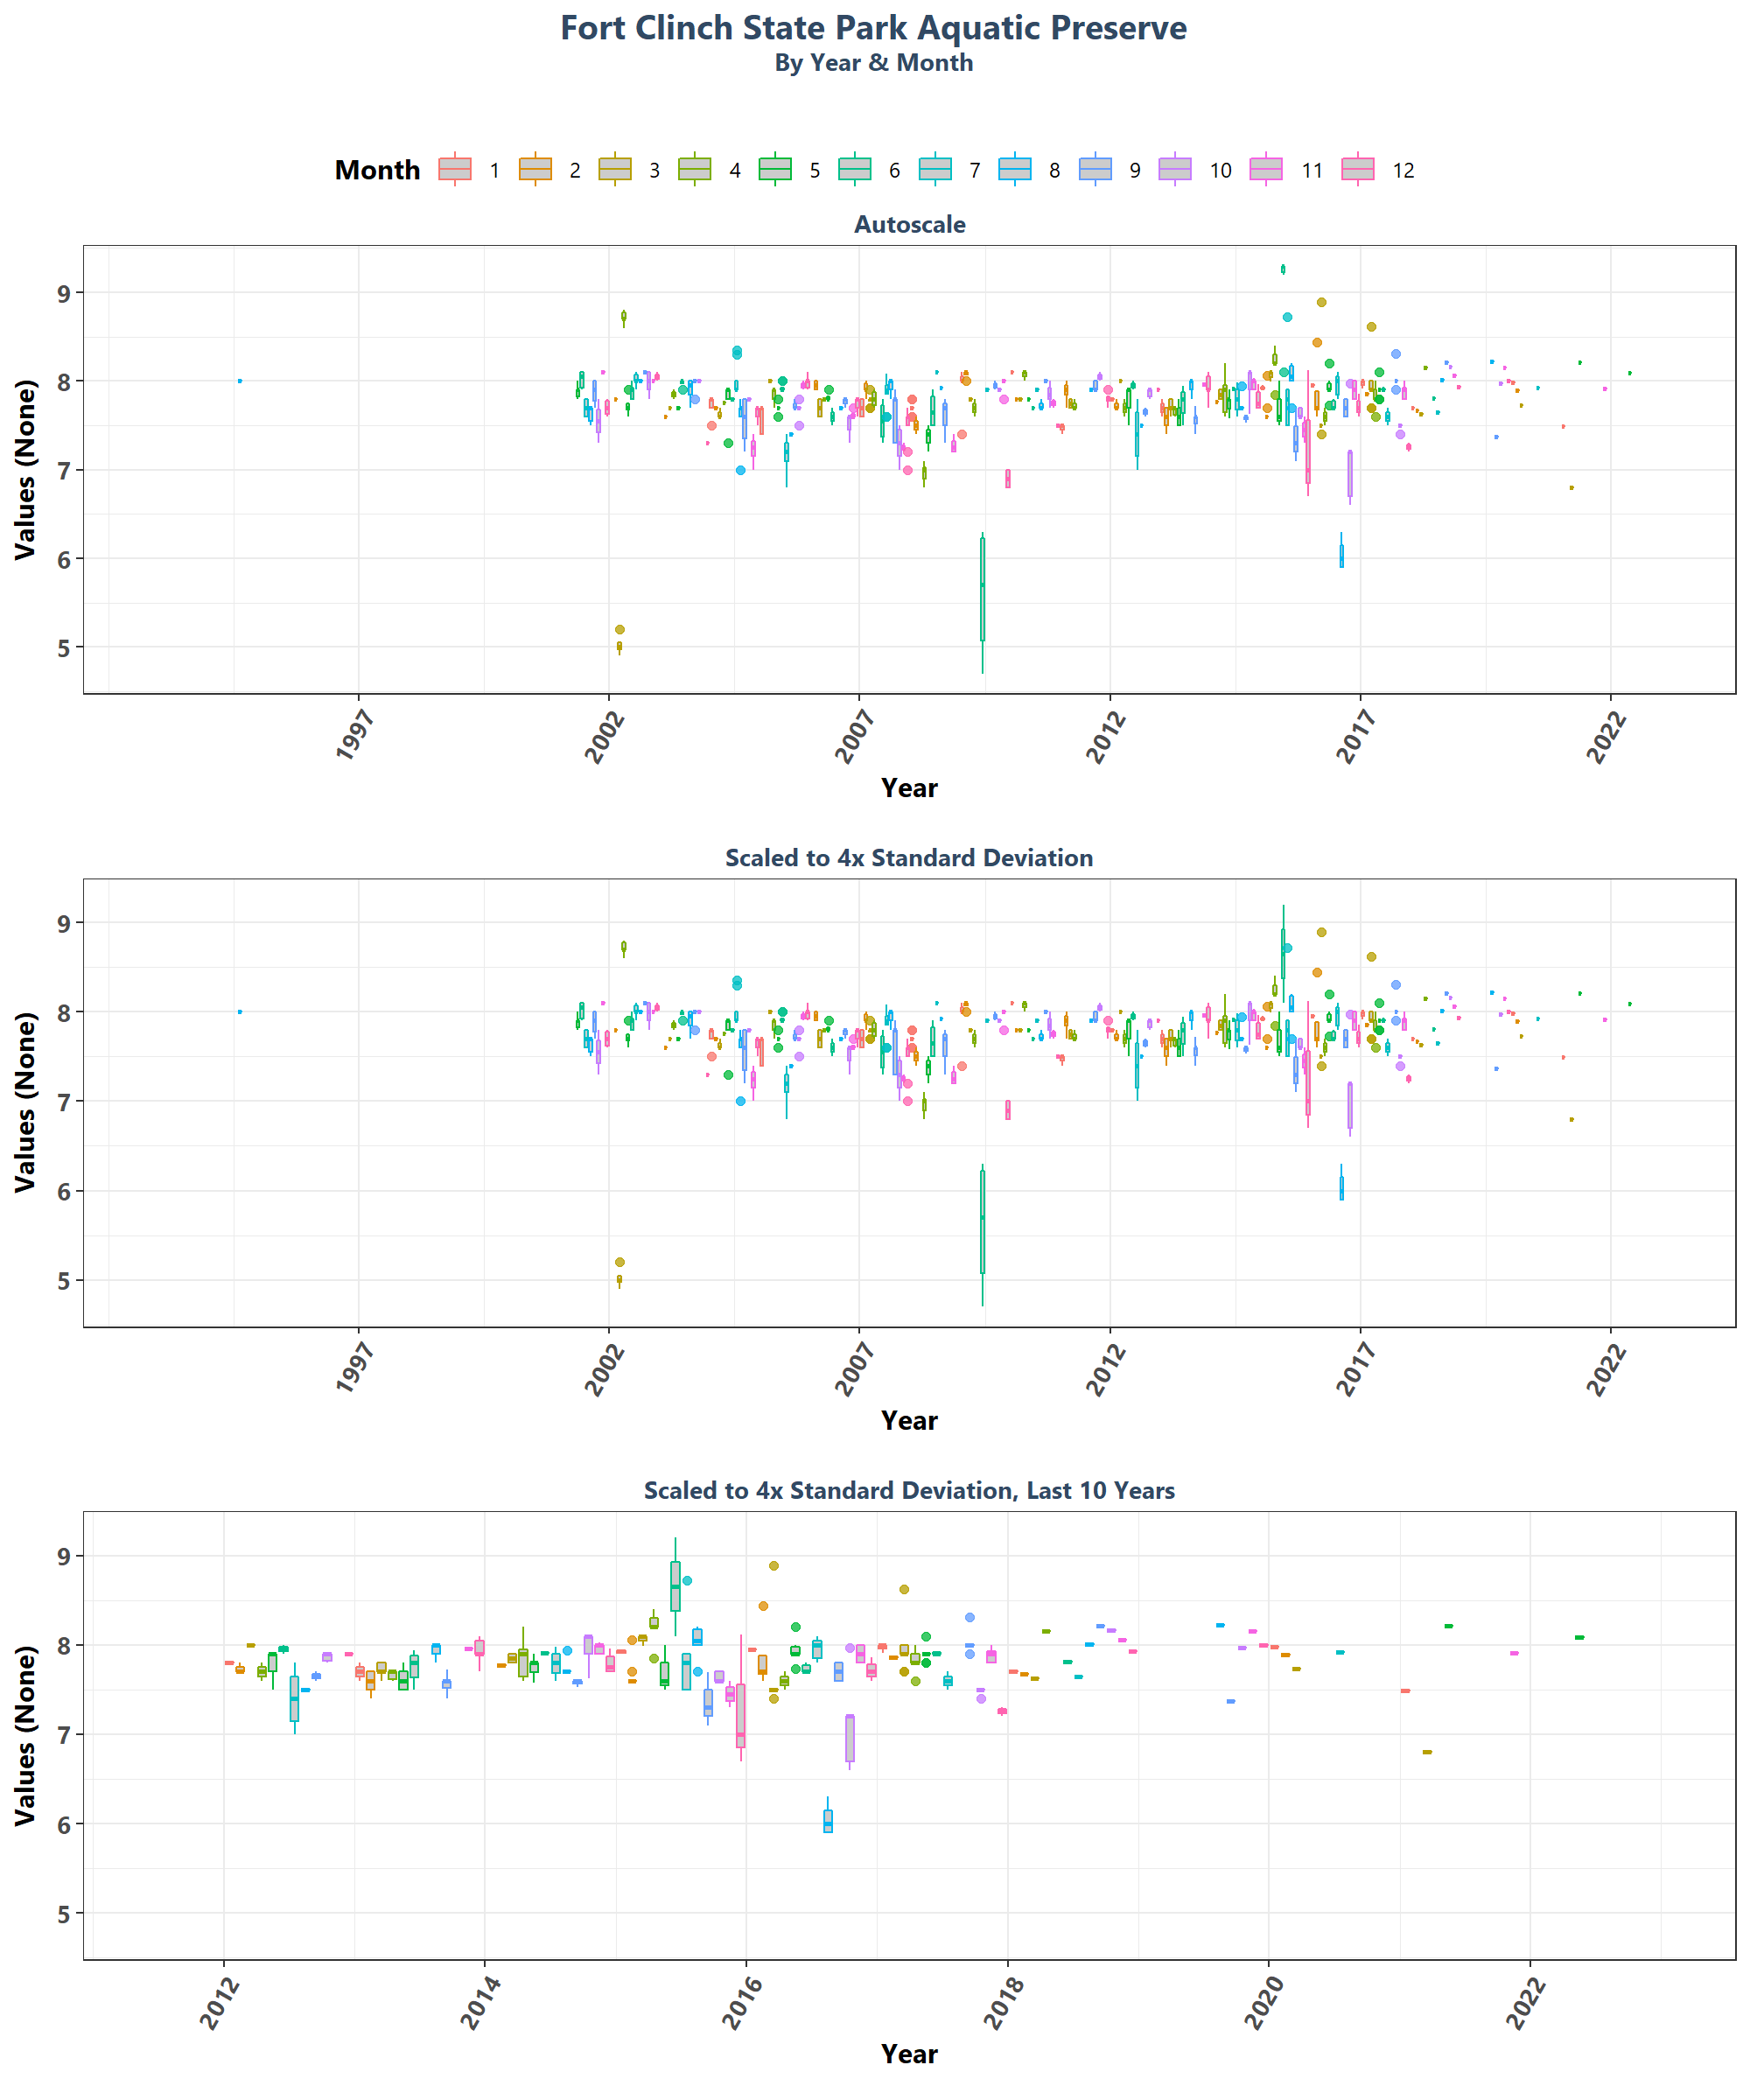 Fort Clinch State Park Aquatic Preserve
By Year & Month
Month 1 2 3 4 5 6 7 8 9 10 11 12
Autoscale
Values (None)
9
8
7
6
5
1997 2002 2007 2012 2017 2022
Year
Scaled to 4x Standard Deviation
Values (None)
9
8
7
6
5
1997 2002 2007 2012 2017 2022
Year
Scaled to 4x Standard Deviation, Last 10 Years
Values (None)
9
8
7
6
5
2012 2014 2016 2018 2020 2022
Year